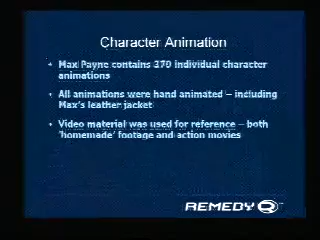 Character Animation
• Max Payne contains 379 individual character
animations
• All animations were hand animated – including
Max's leather jacket
• Video material was used for reference – both
'homemade' footage and action movies
REMEDY